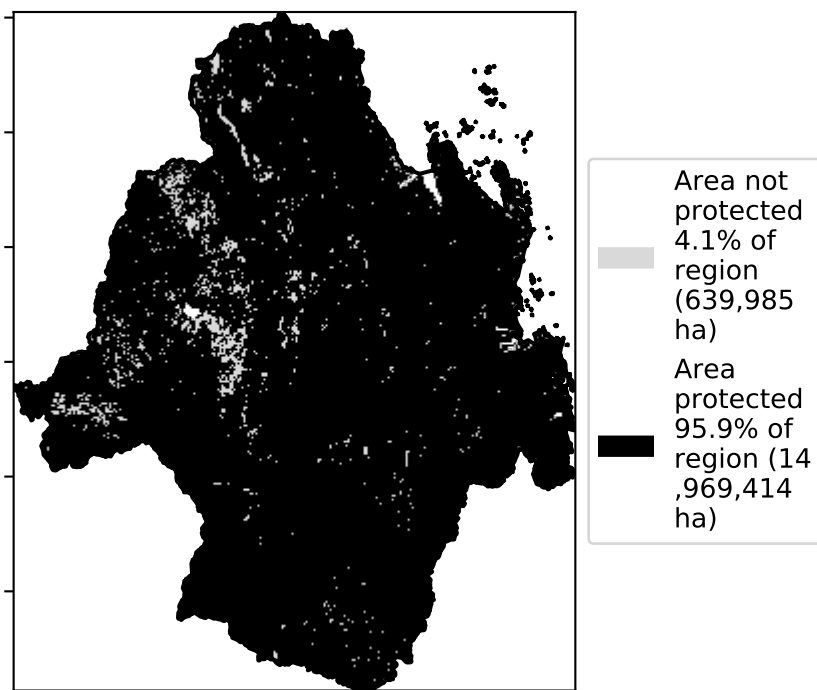 Area not
protected
4.1% of
region
(639,985
ha)
Area
protected
95.9% of
region (14
,969,414
ha)